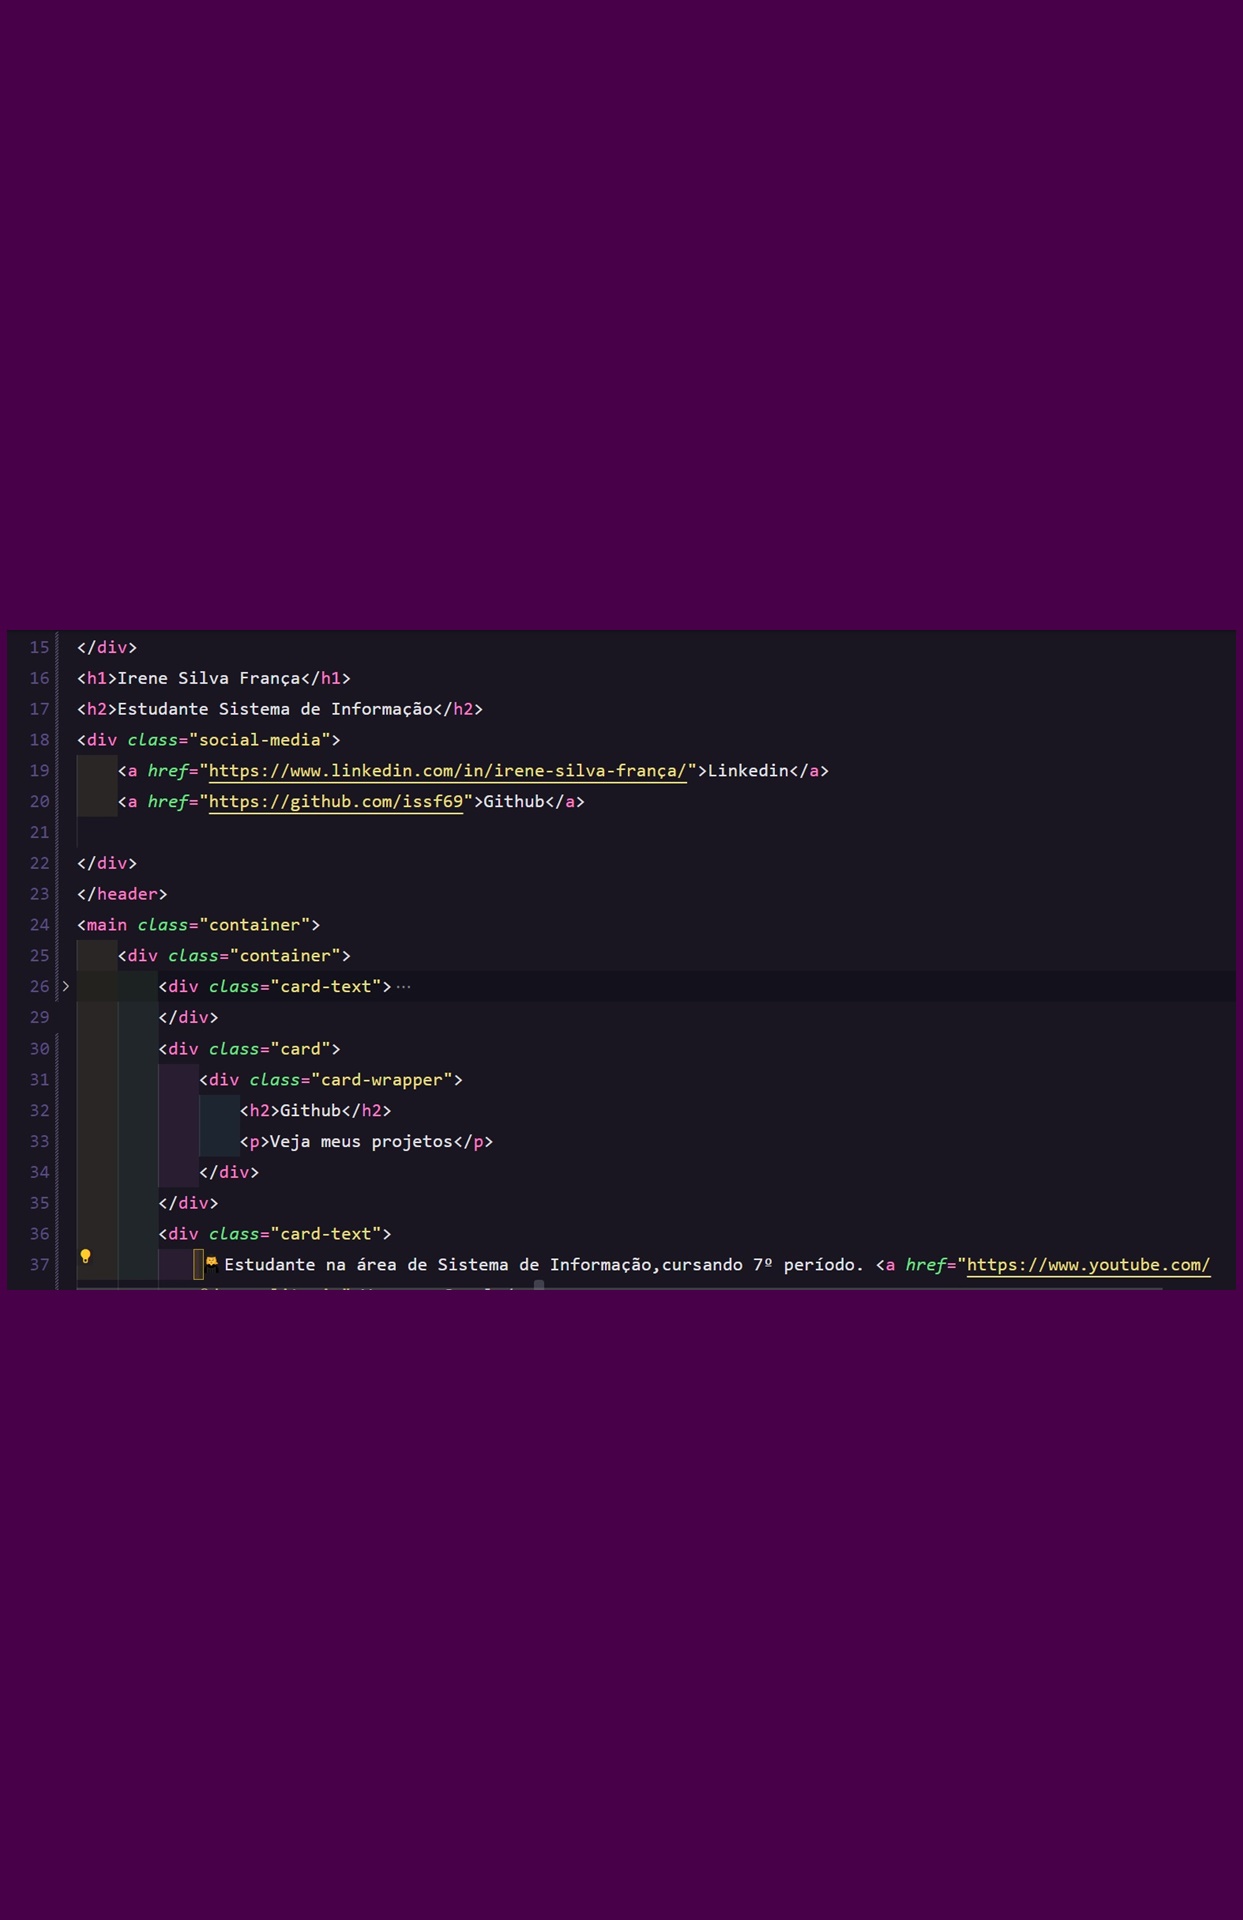 15 </div>
16 <h1>Irene Silva França</h1>
17 <h2>Estudante Sistema de Informação</h2>
18 <div class="social-media">
19 <a href="https://www.linkedin.com/in/irene-silva-frança/">Linkedin</a>
20 <a href="https://github.com/issf69">Github</a>
21
22 </div>
23 </header>
24 <main class="container">
25 <div class="container">
26 <div class="card-text">···
29 </div>
30 <div class="card">
31 <div class="card-wrapper">
32 <h2>Github</h2>
33 <p>Veja meus projetos</p>
34 </div>
35 </div>
36 <div class="card-text">
37 Estudante na área de Sistema de Informação,cursando 7º período. <a href="https://www.youtube.com/